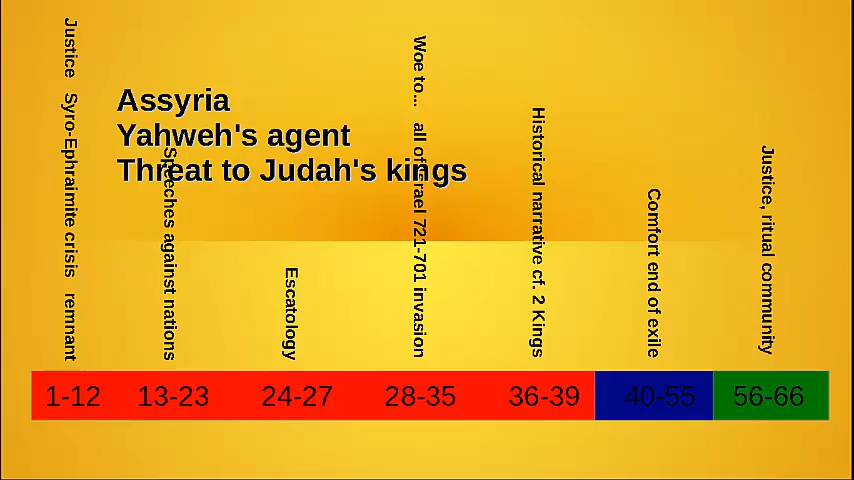 Justice Syro-Ephraimite crisis remnant
Assyria
Yahweh's agent
Threat to Judah's kings
Speeches against nations
Escatology
Woe to... all of Israel 721-701 invasion
Historical narrative cf. 2 Kings
Comfort end of exile
Justice, ritual community
1-12 13-23 24-27 28-35 36-39 40-55 56-66